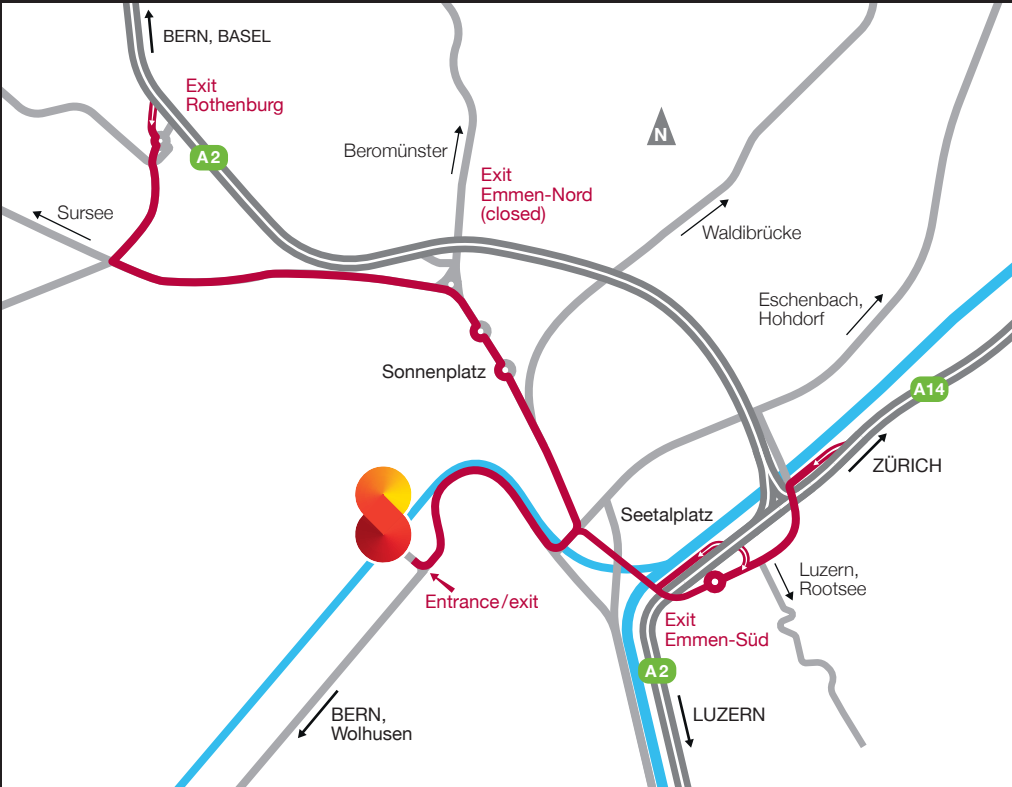 BERN, BASEL
Exit
Rothenburg
A2
Beromünster
N
Exit
Emmen-Nord
(closed)
Sursee
Waldibrücke
Eschenbach,
Hohdorf
Sonnenplatz
A14
ZÜRICH
Seetalplatz
Luzern,
Rootsee
Entrance/exit
Exit
Emmen-Süd
A2
BERN,
Wolhusen
LUZERN